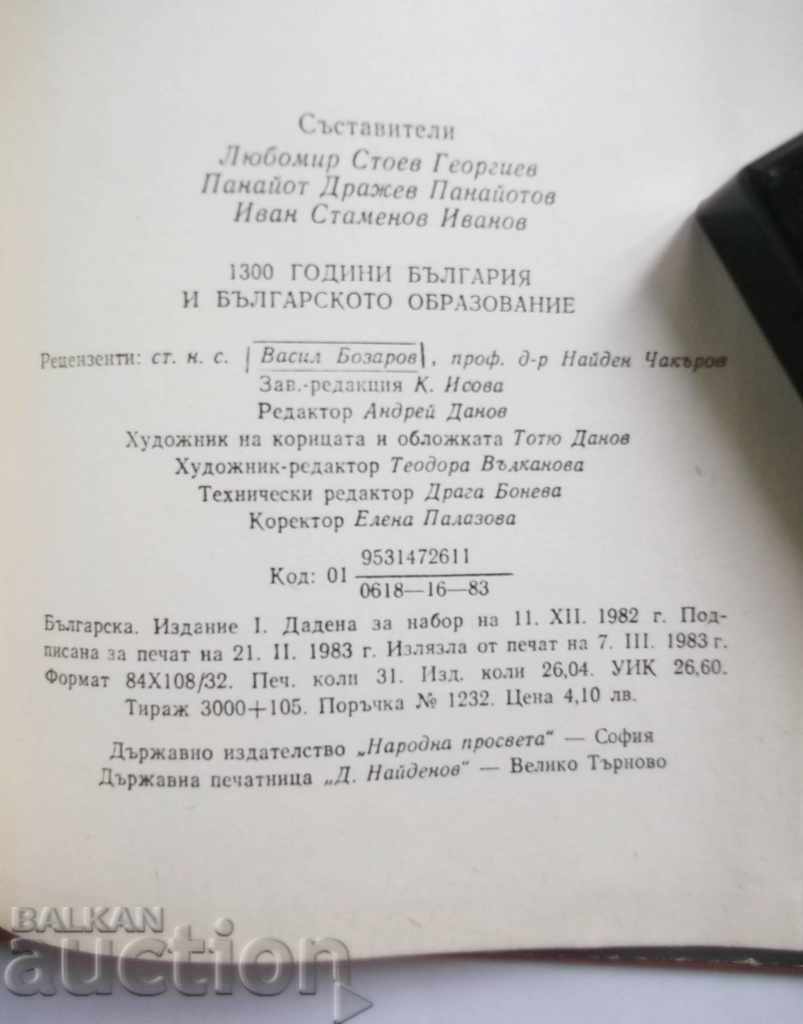 Съставители
Любомир Стоев Георгиев
Панайот Дражев Панайотов
Иван Стаменов Иванов
1300 ГОДИНИ БЪЛГАРИЯ
И БЪЛГАРСКОТО ОБРАЗОВАНИЕ
Рецензенти: ст. н. с. |Васил Бозаров|, проф. д-р Найден Чакъров
Зав.-редакция К. Исова
Редактор Андрей Данов
Художник на корицата и обложката Тотю Данов
Художник-редактор Теодора Вълканова
Технически редактор Драга Бонева
Коректор Елена Палазова
9531472611
Код: 01
0618—16—83
Българска. Издание I. Дадена за набор на 11. XII. 1982 г. Под-
писана за печат на 21. II. 1983 г. Излязла от печат на 7. III. 1983 г.
Формат 84X108/32. Печ. коли 31. Изд. коли 26,04. УИК 26,60.
Тираж 3000+105. Поръчка № 1232. Цена 4,10 лв.
Държавно издателство „Народна просвета“ — София
Държавна печатница „Д. Найденов“ — Велико Търново
BALKAN
auction